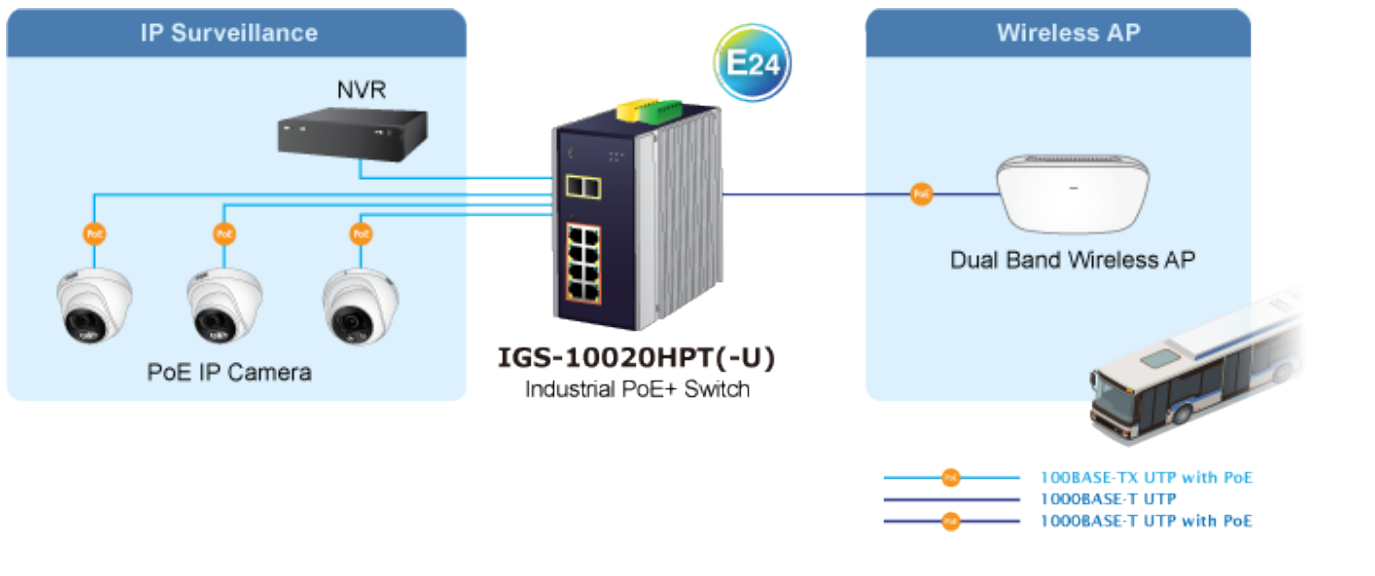 IP Surveillance
NVR
PoE
PoE
PoE
PoE IP Camera
E24
IGS-10020HPT(-U)
Industrial PoE+ Switch
Wireless AP
PoE
Dual Band Wireless AP
PoE
100BASE-TX UTP with PoE
1000BASE-T UTP
PoE
1000BASE-T UTP with PoE